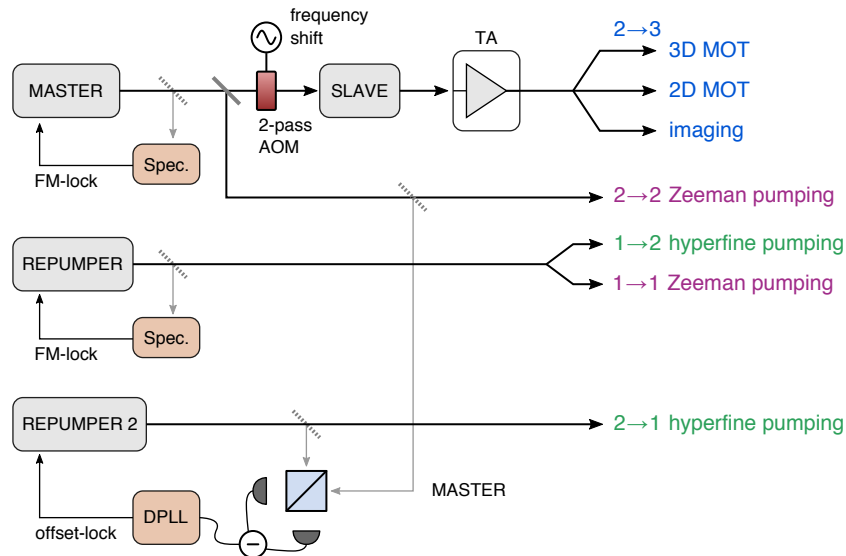 frequency
shift
TA
2→3
3D MOT
MASTER
SLAVE
2D MOT
2-pass
AOM
imaging
Spec.
FM-lock
2→2 Zeeman pumping
REPUMPER
1→2 hyperfine pumping
1→1 Zeeman pumping
Spec.
FM-lock
REPUMPER 2
2→1 hyperfine pumping
MASTER
DPLL
offset-lock
−